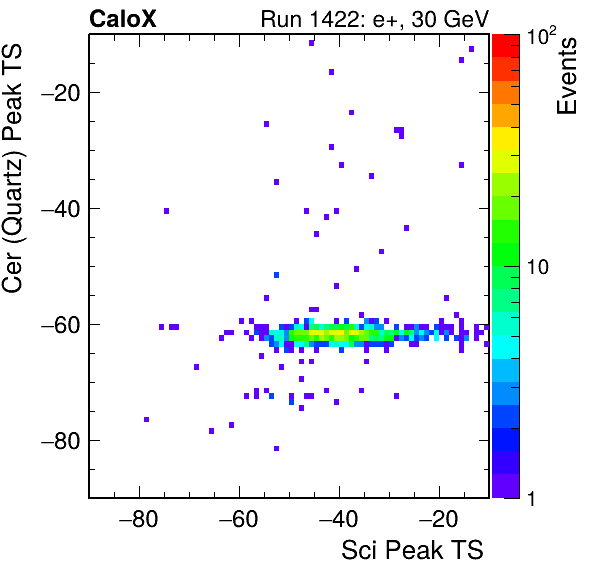 CaloX Run 1422: e+, 30 GeV
Cer (Quartz) Peak TS
−20
−40
−60
−80
−80 −60 −40 −20
Sci Peak TS
10²
10
1
Events